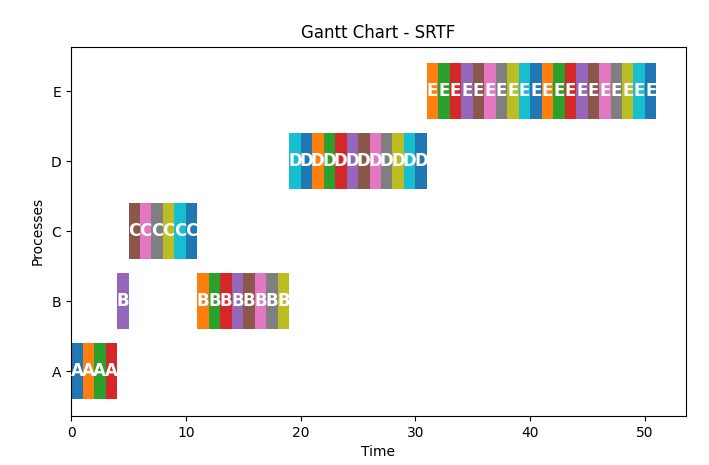 Gantt Chart - SRTF
Processes
E EEEEEEEEEEEEEEEEEEEE
D DDDDDDDDDDDD
C CCCCCC
B B BBBBBBBB
A AAAA
0 10 20 30 40 50
Time